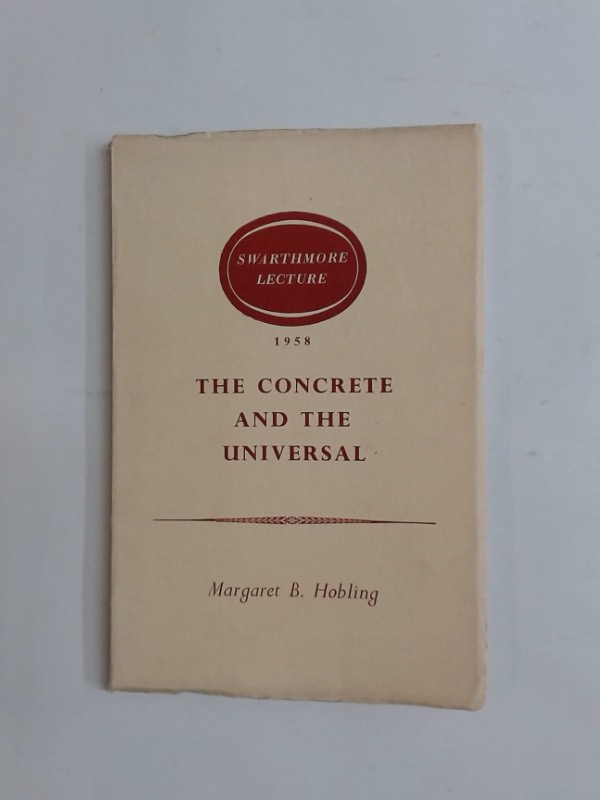 SWARTHMORE
LECTURE
1958
THE CONCRETE
AND THE
UNIVERSAL
Margaret B. Hobling